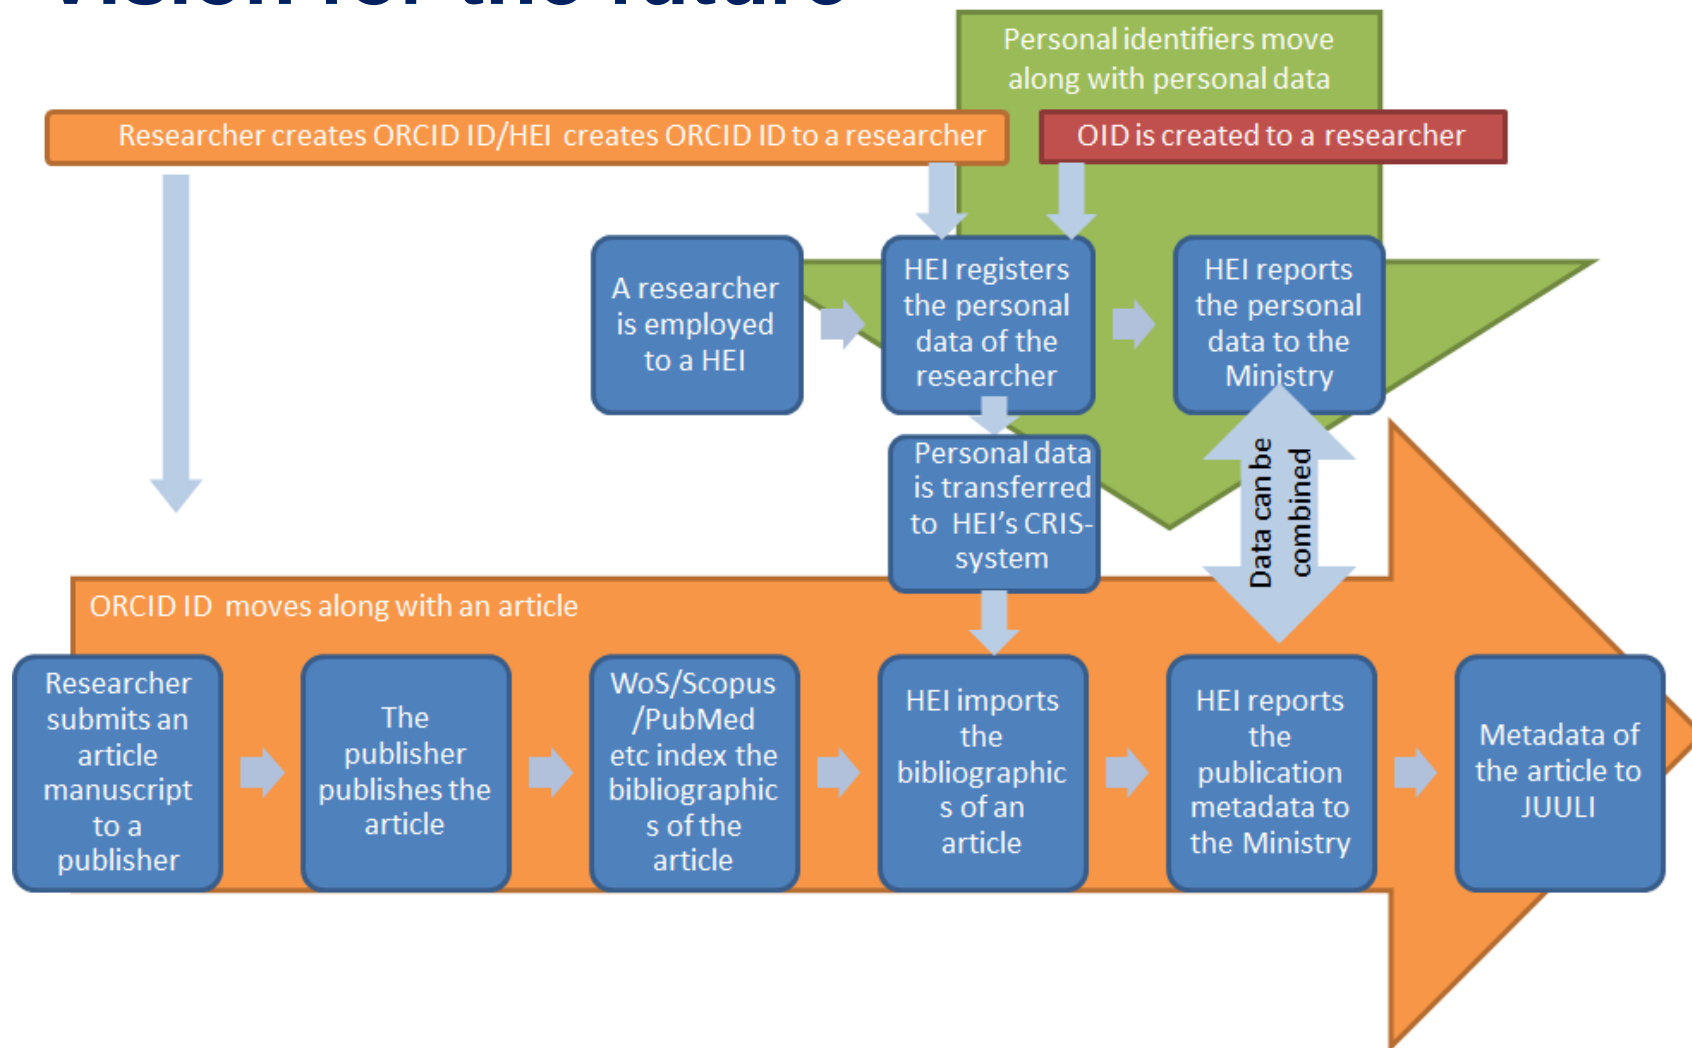 vision for the future
Personal identifiers move
along with personal data
Researcher creates ORCID ID/HEI creates ORCID ID to a researcher
OID is created to a researcher
A researcher
is employed
to a HEI
HEI registers
the personal
data of the
researcher
HEI reports
the personal
data to the
Ministry
Personal data
is transferred
to HEI's CRIS-
system
Data can be
combined
ORCID ID moves along with an article
Researcher
submits an
article
manuscript
to a
publisher
The
publisher
publishes the
article
WoS/Scopus
/PubMed
etc index the
bibliographic
s of the
article
HEI imports
the
bibliographic
s of an
article
HEI reports
the
publication
metadata to
the Ministry
Metadata of
the article to
JUULI